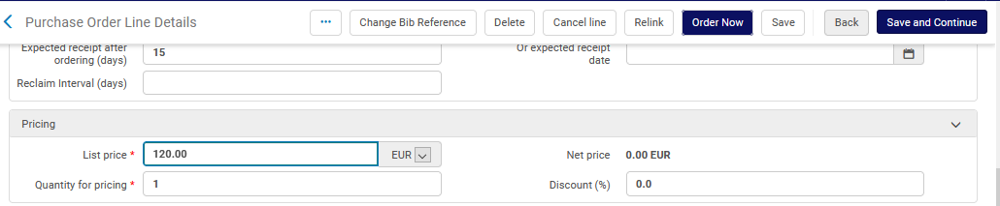 Purchase Order Line Details ... Change Bib Reference Delete Cancel line Relink Order Now Save Back Save and Continue
Expected receipt after ordering (days) 15 Or expected receipt date
Reclaim Interval (days)
Pricing
List price * 120.00 EUR Net price 0.00 EUR
Quantity for pricing * 1 Discount (%) 0.0